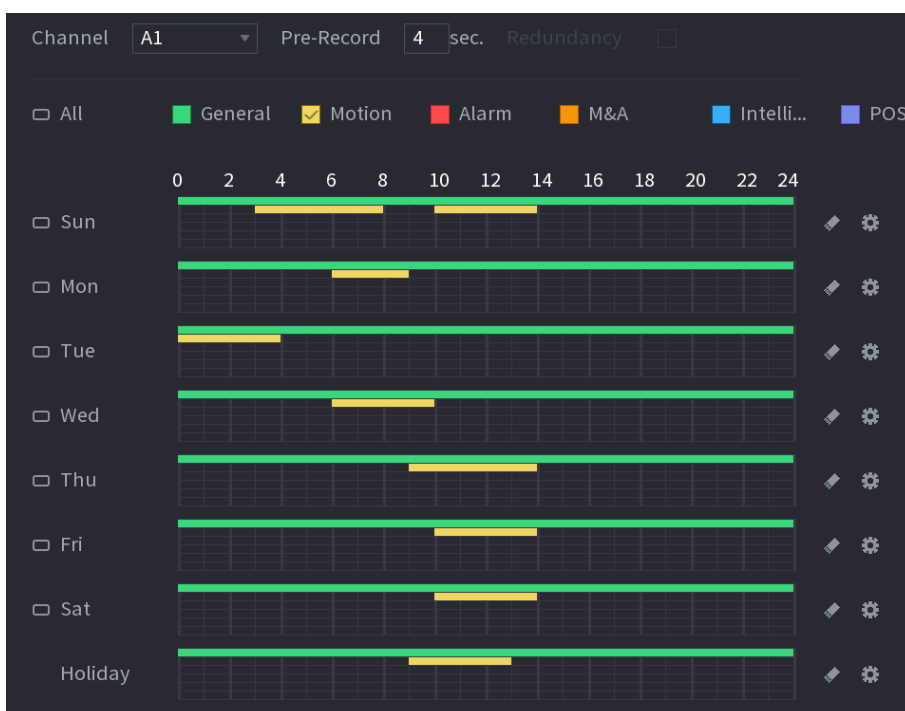 Channel A1 Pre-Record 4 sec. Redundancy
All General Motion Alarm M&A Intelli... POS
0 2 4 6 8 10 12 14 16 18 20 22 24
Sun
Mon
Tue
Wed
Thu
Fri
Sat
Holiday